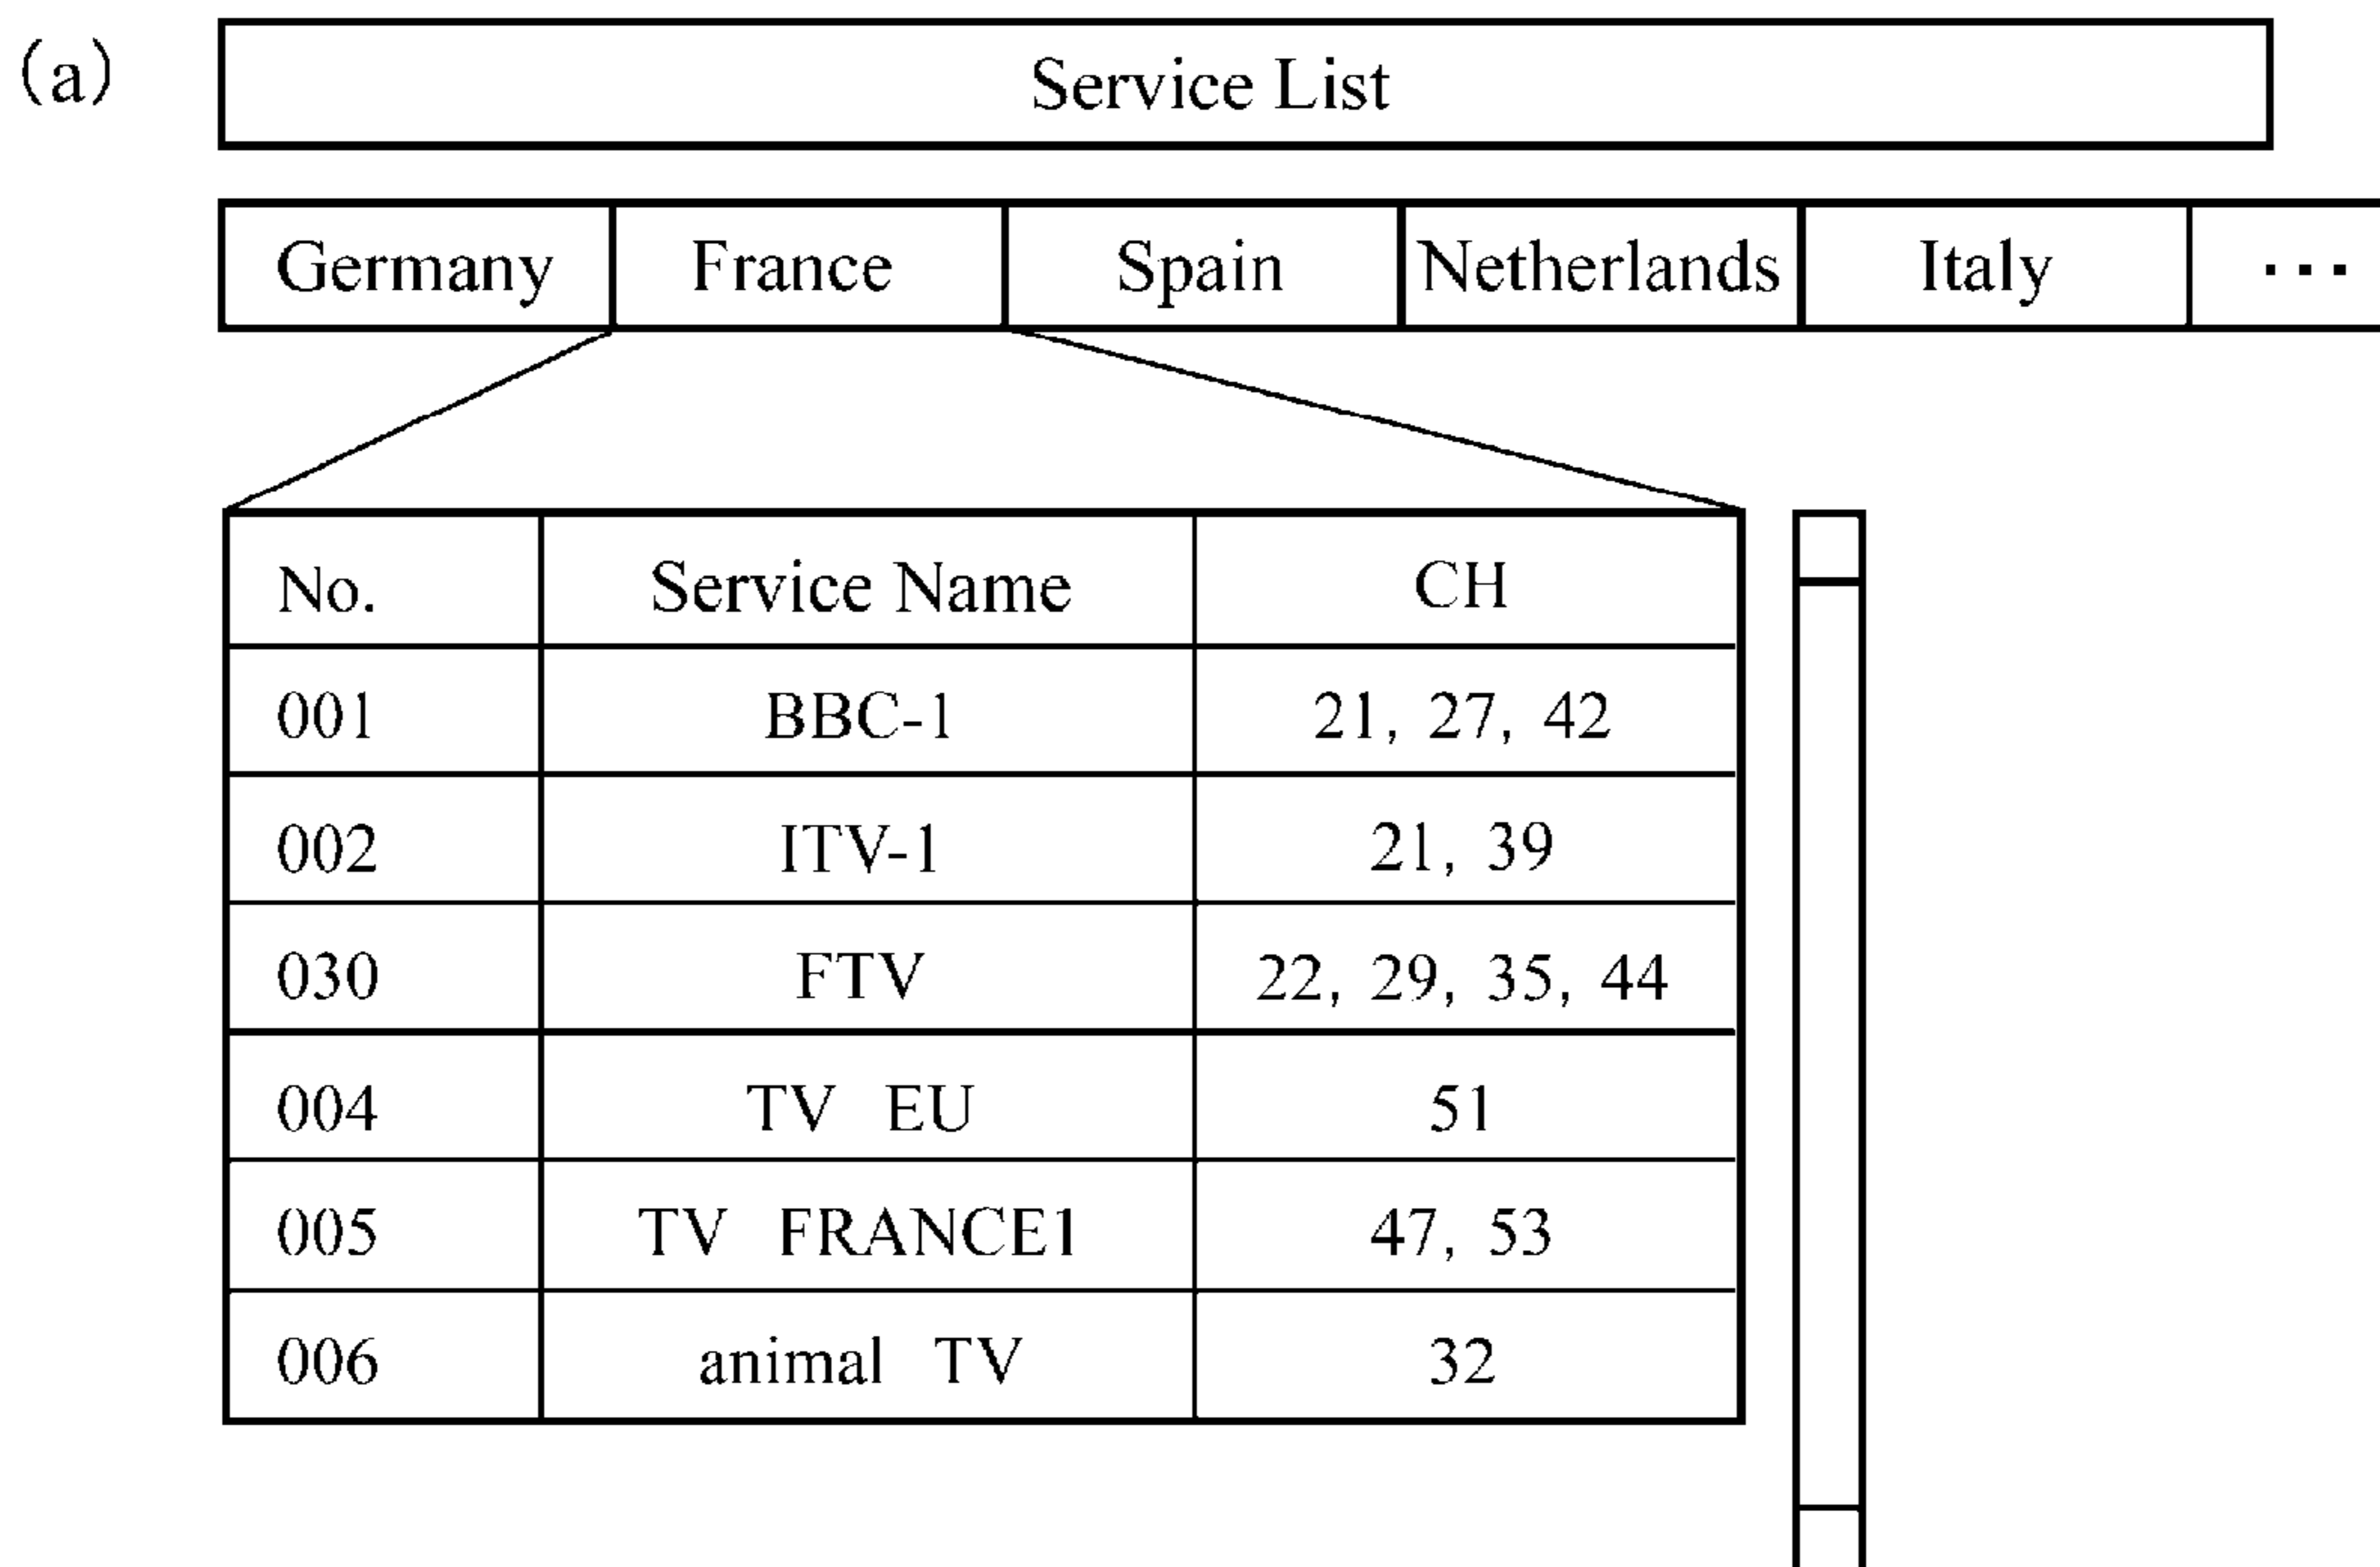 (a)
Service List
Germany France Spain Netherlands Italy ...
No. Service Name CH
001 BBC-1 21, 27, 42
002 ITV-1 21, 39
030 FTV 22, 29, 35, 44
004 TV EU 51
005 TV FRANCE1 47, 53
006 animal TV 32